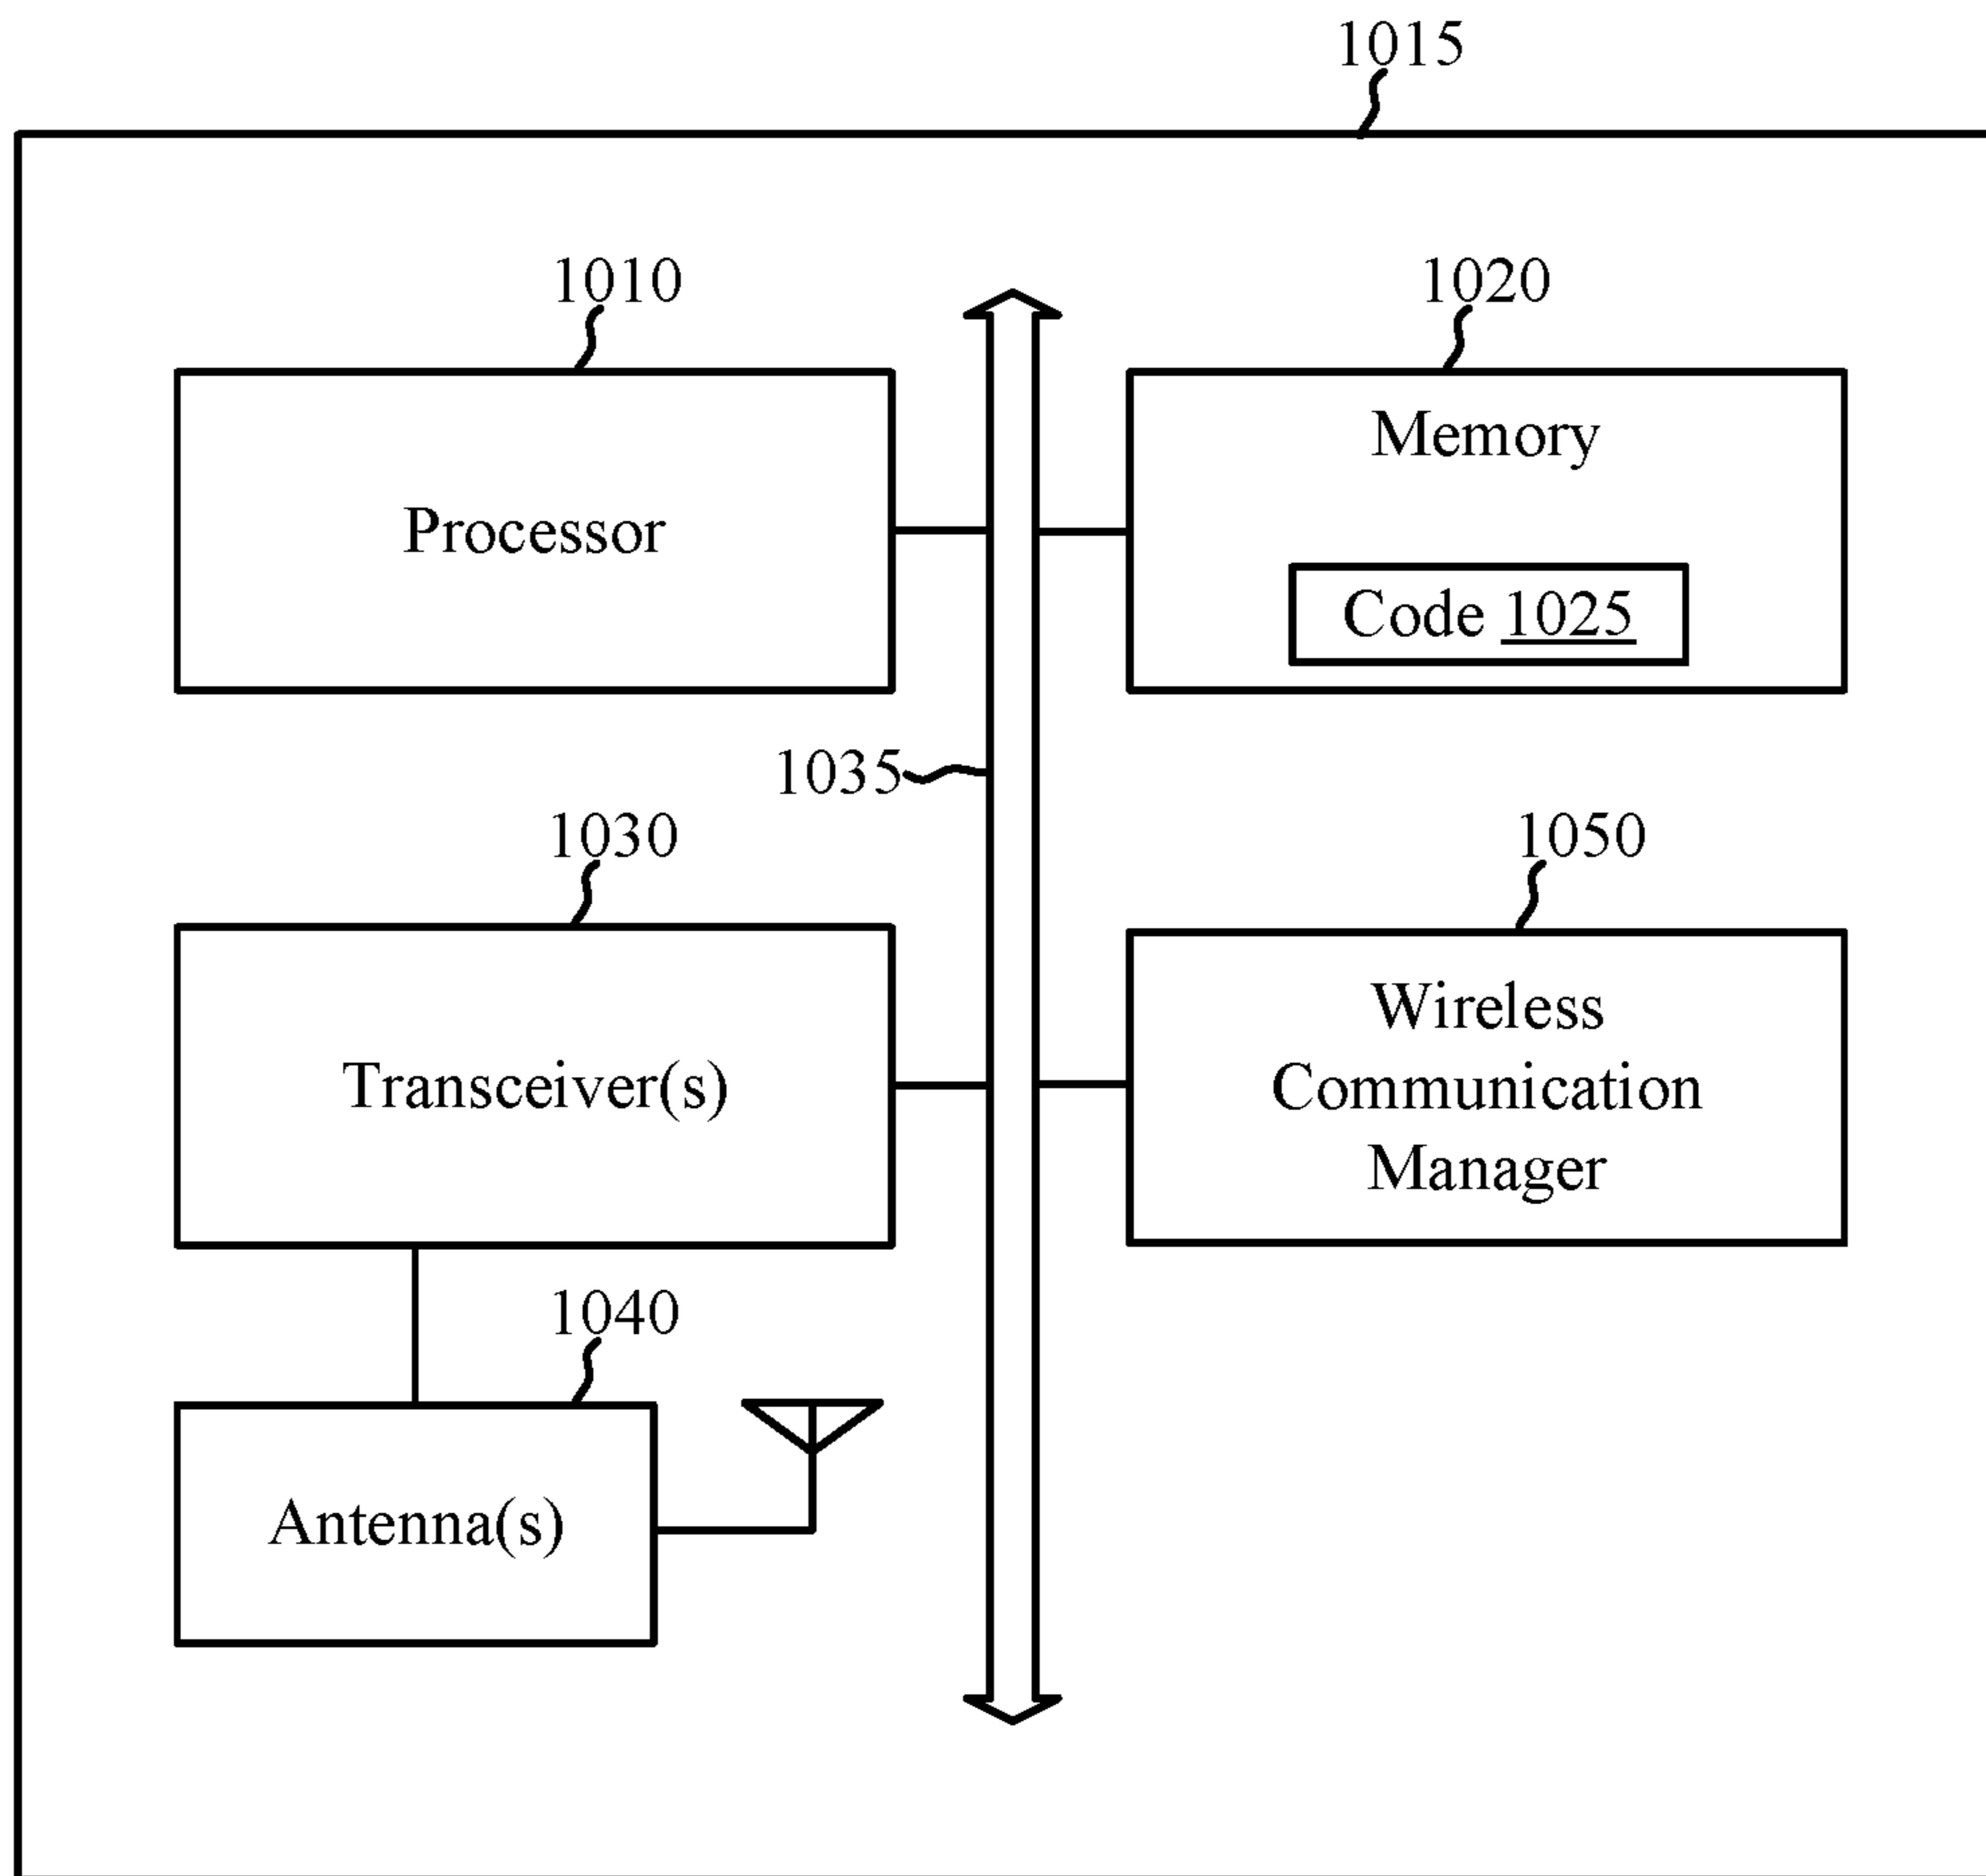 1015
1010
1020
Processor
Memory
Code 1025
1035
1030
1050
Transceiver(s)
Wireless
Communication
Manager
1040
Antenna(s)